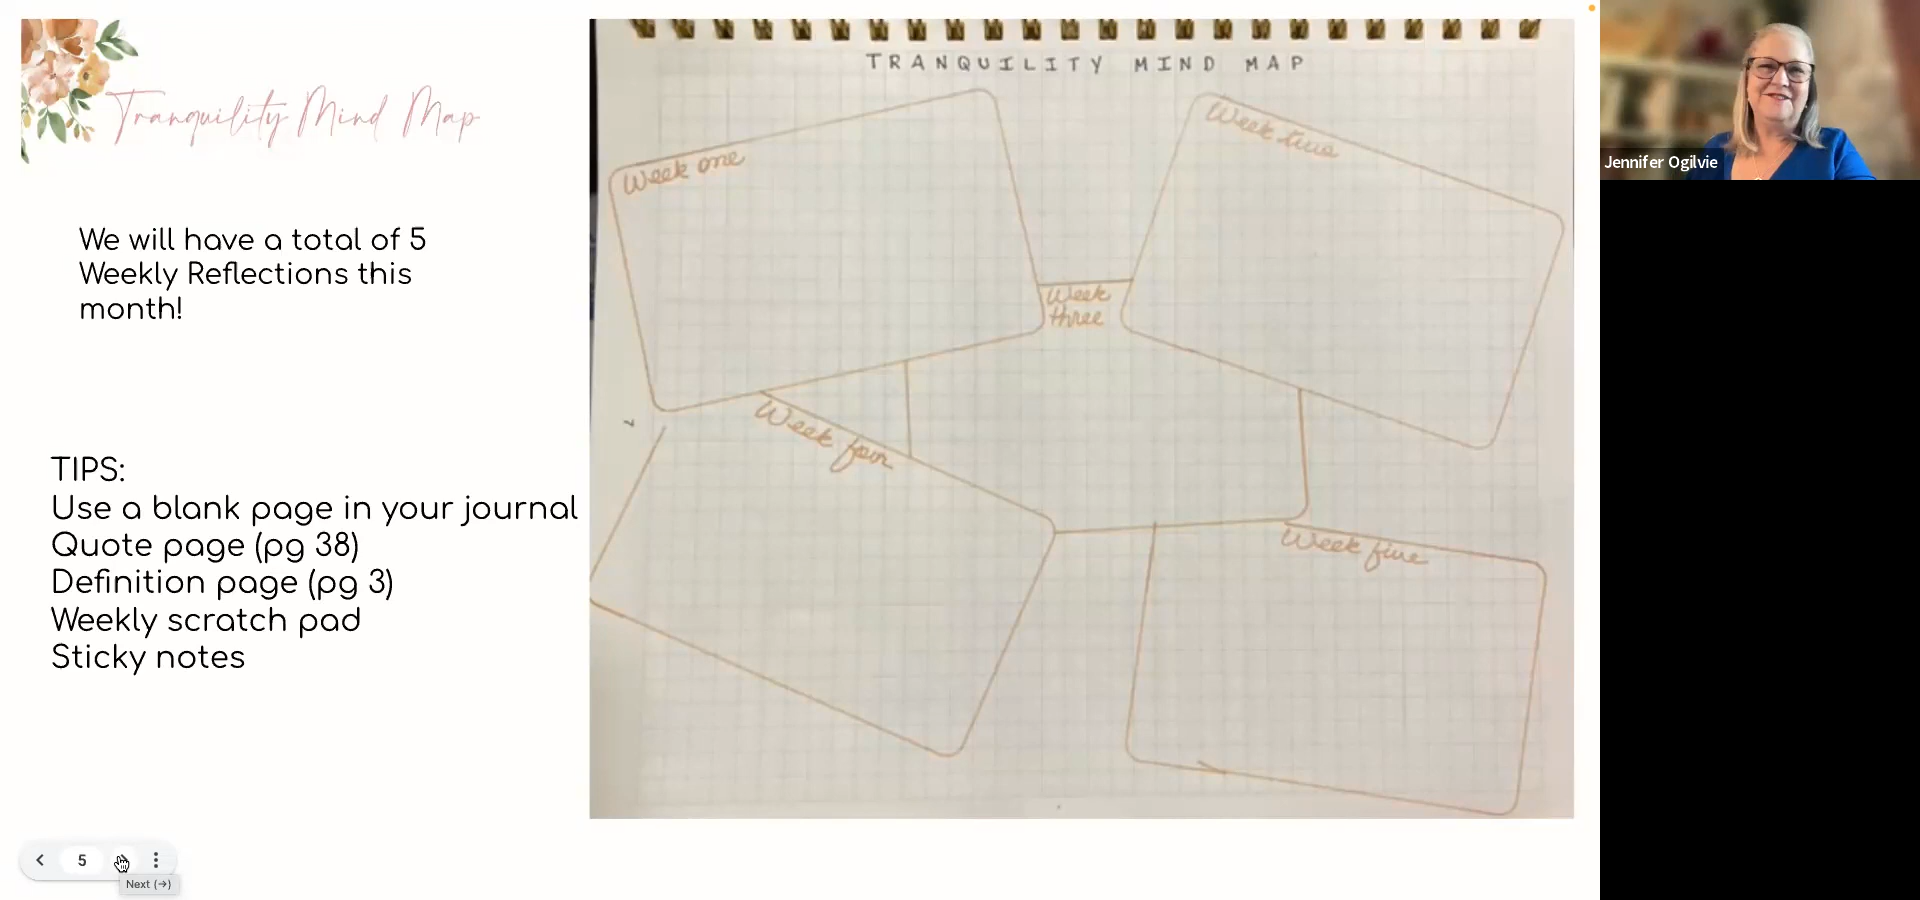 Tranquility Mind Map
We will have a total of 5
Weekly Reflections this
month!
TIPS:
Use a blank page in your journal
Quote page (pg 38)
Definition page (pg 3)
Weekly scratch pad
Sticky notes
TRANQUILITY MIND MAP
Week one
Week two
Week
three
Week four
Week five
Jennifer Ogilvie
5
Next (→)